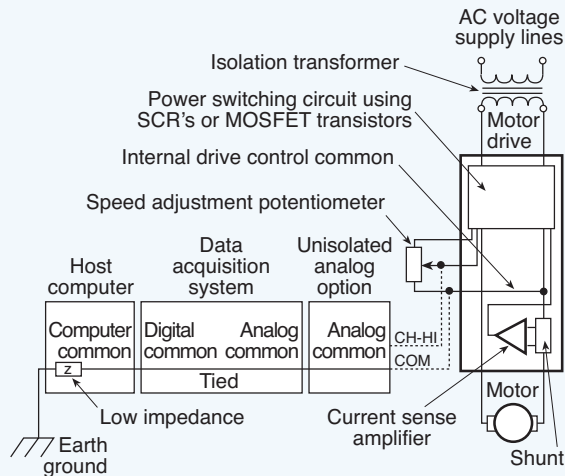 AC voltage
supply lines
Isolation transformer
Power switching circuit using
SCR's or MOSFET transistors
Motor
drive
Internal drive control common
Speed adjustment potentiometer
Host
computer
Data
acquisition
system
Unisolated
analog
option
Computer
common
Digital
common
Analog
common
Analog
common
CH-HI
COM
Z
Tied
Low impedance
Earth
ground
Current sense
amplifier
Motor
Shunt